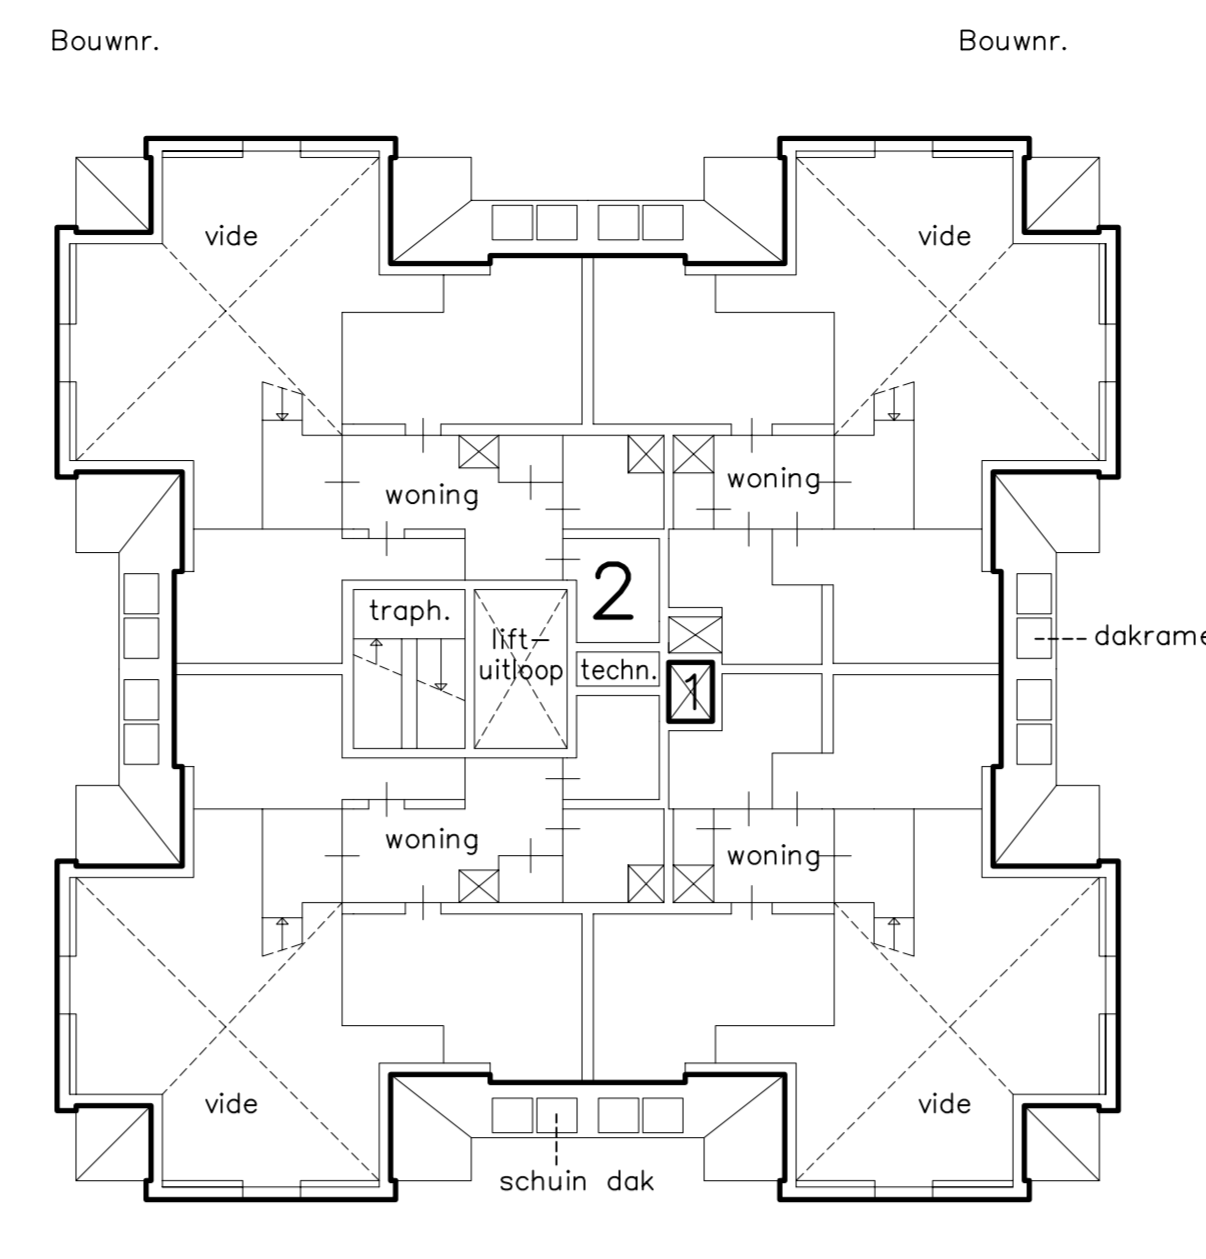 Bouwnr.
Bouwnr.
vide
vide
woning
woning
2
traph.
lift-
uitloop
techn.
1
dakrame
woning
woning
vide
vide
schuin dak